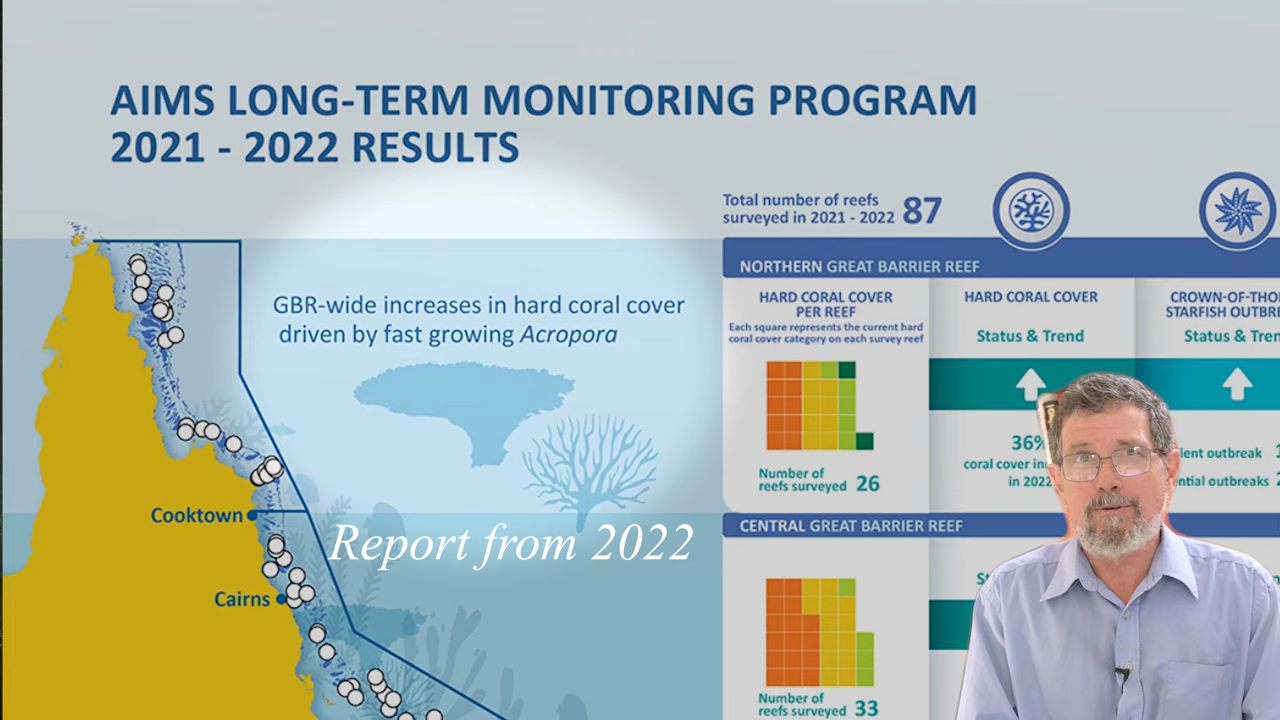 AIMS LONG-TERM MONITORING PROGRAM
2021 - 2022 RESULTS
Total number of reefs
surveyed in 2021 - 2022 87
NORTHERN GREAT BARRIER REEF
GBR-wide increases in hard coral cover
driven by fast growing Acropora
HARD CORAL COVER
PER REEF
Each square represents the current hard
coral cover category on each survey reef
Number of
reefs surveyed 26
HARD CORAL COVER
Status & Trend
36%
coral cover
in 2022
STARFISH
Status &
outbreak
outbreaks
Cooktown
Cairns
Report from 2022
CENTRAL GREAT BARRIER REEF
Number of
reefs surveyed 33